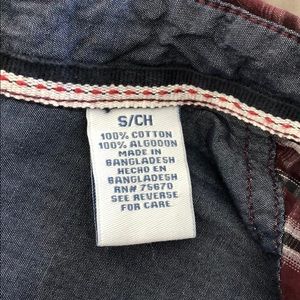 S/CH
100% COTTON
100% ALGODON
MADE IN
BANGLADESH
HECHO EN
BANGLADESH
RN# 75670
SEE REVERSE
FOR CARE